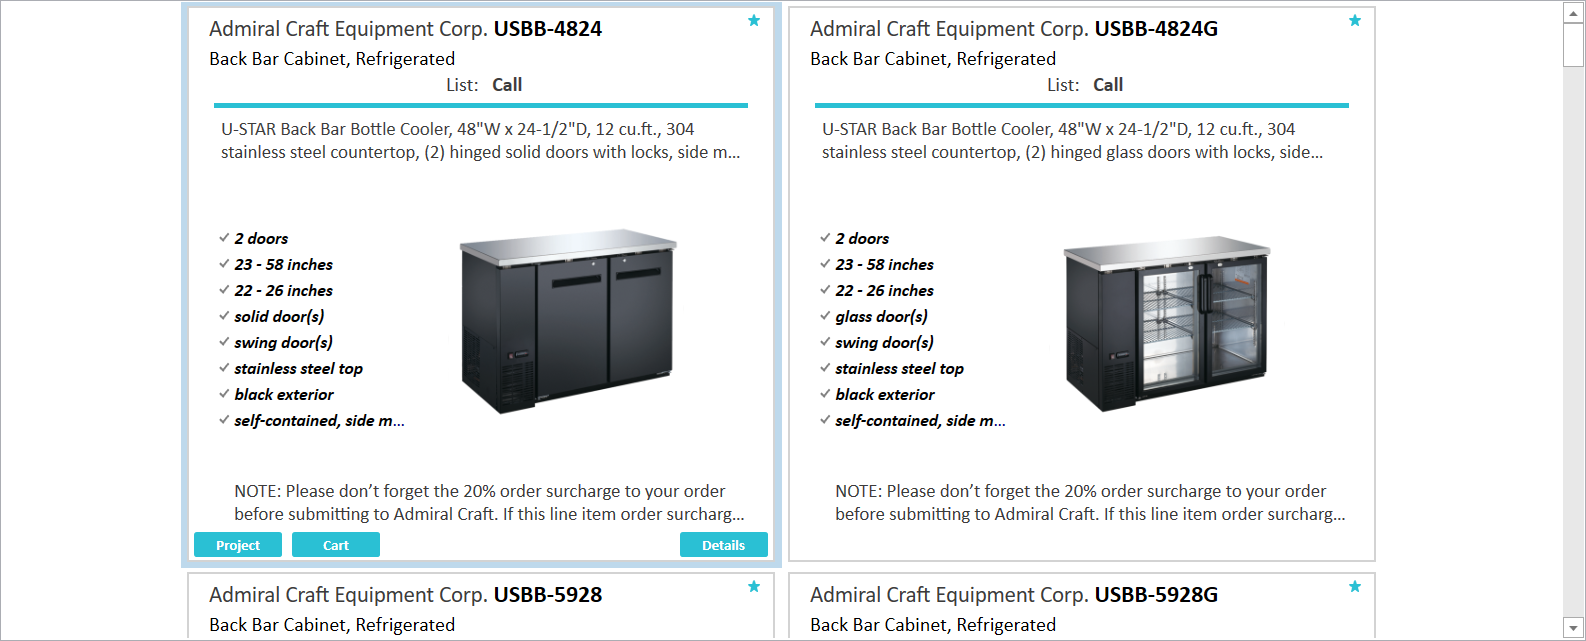 Admiral Craft Equipment Corp. USBB-4824
Back Bar Cabinet, Refrigerated
List: Call
U-STAR Back Bar Bottle Cooler, 48"W x 24-1/2"D, 12 cu.ft., 304
stainless steel countertop, (2) hinged solid doors with locks, side m...
2 doors
23 - 58 inches
22 - 26 inches
solid door(s)
swing door(s)
stainless steel top
black exterior
self-contained, side m...
NOTE: Please don’t forget the 20% order surcharge to your order
before submitting to Admiral Craft. If this line item order surcharg...
Project Cart Details
Admiral Craft Equipment Corp. USBB-4824G
Back Bar Cabinet, Refrigerated
List: Call
U-STAR Back Bar Bottle Cooler, 48"W x 24-1/2"D, 12 cu.ft., 304
stainless steel countertop, (2) hinged glass doors with locks, side...
2 doors
23 - 58 inches
22 - 26 inches
glass door(s)
swing door(s)
stainless steel top
black exterior
self-contained, side m...
NOTE: Please don’t forget the 20% order surcharge to your order
before submitting to Admiral Craft. If this line item order surcharg...
Admiral Craft Equipment Corp. USBB-5928
Back Bar Cabinet, Refrigerated
Admiral Craft Equipment Corp. USBB-5928G
Back Bar Cabinet, Refrigerated